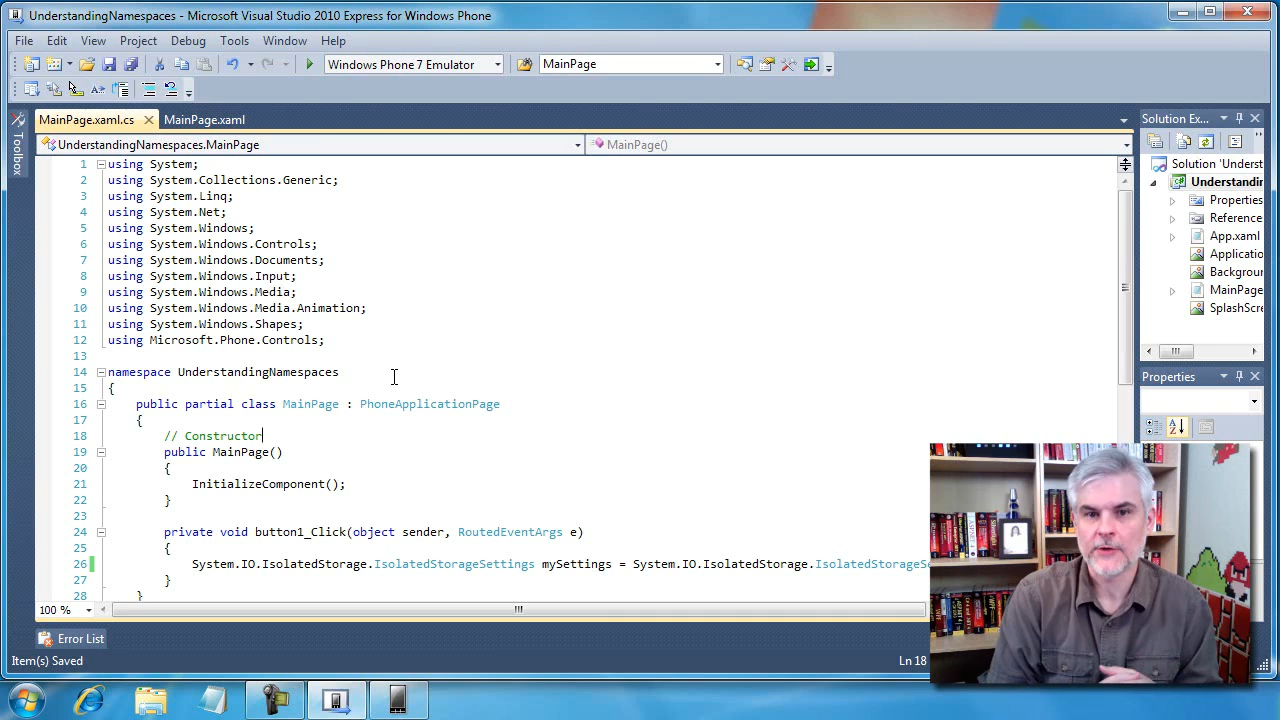 UnderstandingNamespaces - Microsoft Visual Studio 2010 Express for Windows Phone
File Edit View Project Debug Tools Window Help
Windows Phone 7 Emulator MainPage
MainPage.xaml.cs MainPage.xaml
Solution Ex...
Toolbox
UnderstandingNamespaces.MainPage MainPage()
Solution 'Underst
Understandin
Properties
Reference
App.xaml
Applicatio
Backgrou
MainPage
SplashScre
Properties
1 using System;
2 using System.Collections.Generic;
3 using System.Linq;
4 using System.Net;
5 using System.Windows;
6 using System.Windows.Controls;
7 using System.Windows.Documents;
8 using System.Windows.Input;
9 using System.Windows.Media;
10 using System.Windows.Media.Animation;
11 using System.Windows.Shapes;
12 using Microsoft.Phone.Controls;
13
14 namespace UnderstandingNamespaces
15 {
16 public partial class MainPage : PhoneApplicationPage
17 {
18 // Constructor
19 public MainPage()
20 {
21 InitializeComponent();
22 }
23
24 private void button1_Click(object sender, RoutedEventArgs e)
25 {
26 System.IO.IsolatedStorage.IsolatedStorageSettings mySettings = System.IO.IsolatedStorage.IsolatedStorageSe
27 }
28 }
100 %
Error List
Item(s) Saved Ln 18